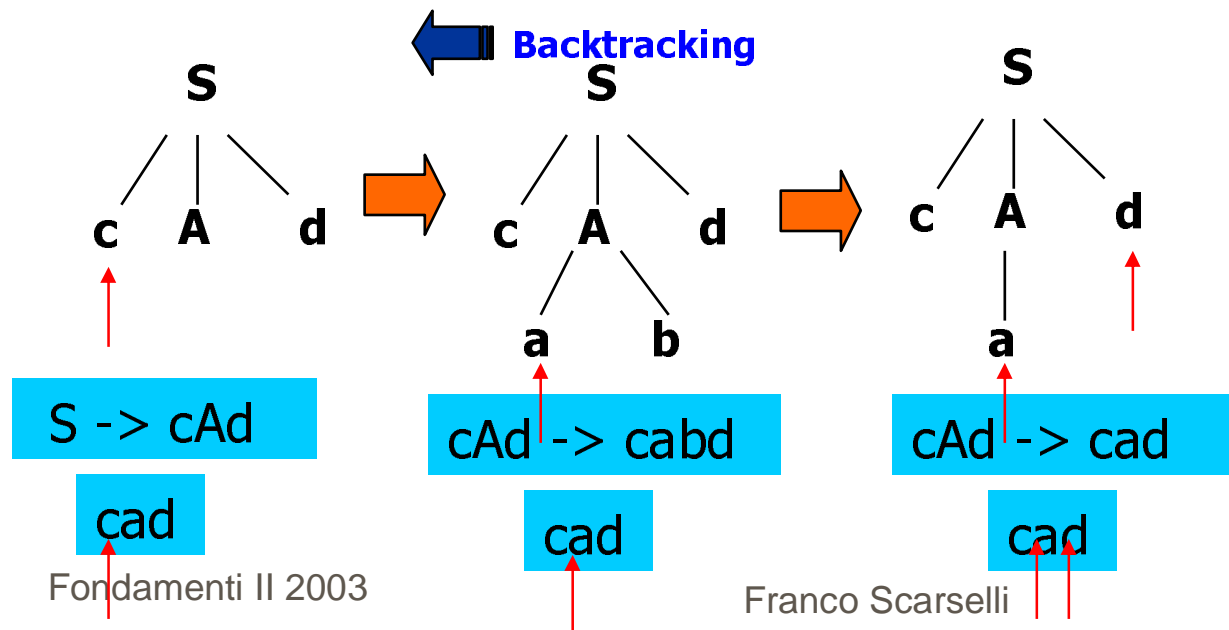 Backtracking
S
S
S
c A d
c A d
c A d
a b
a
S -> cAd
cAd -> cabd
cAd -> cad
cad
cad
cad
Fondamenti II 2003
Franco Scarselli